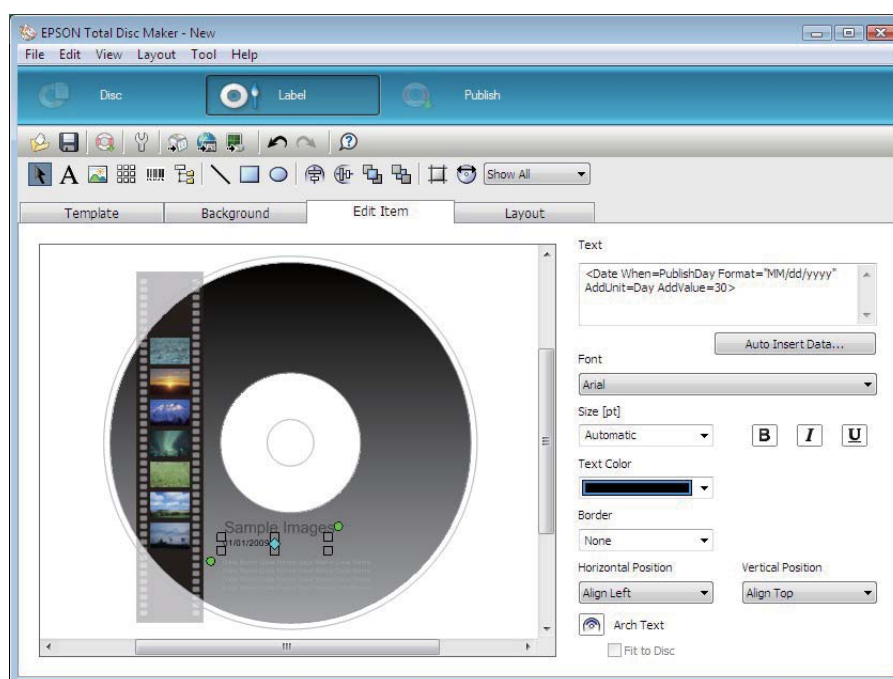 EPSON Total Disc Maker - New
File Edit View Layout Tool Help
Disc Label Publish
Show All
Template Background Edit Item Layout
Text
<Date When=PublishDay Format="MM/dd/yyyy"
AddUnit=Day AddValue=30>
Auto Insert Data...
Font
Arial
Size [pt]
Automatic
B I U
Text Color
Border
None
Horizontal Position Vertical Position
Align Left Align Top
Arch Text
Fit to Disc
Sample Images
01/01/2009